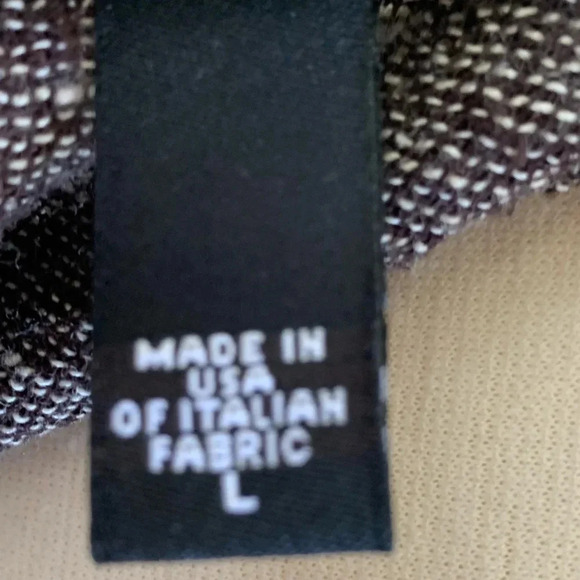 MADE IN
USA
OF ITALIAN
FABRIC
L